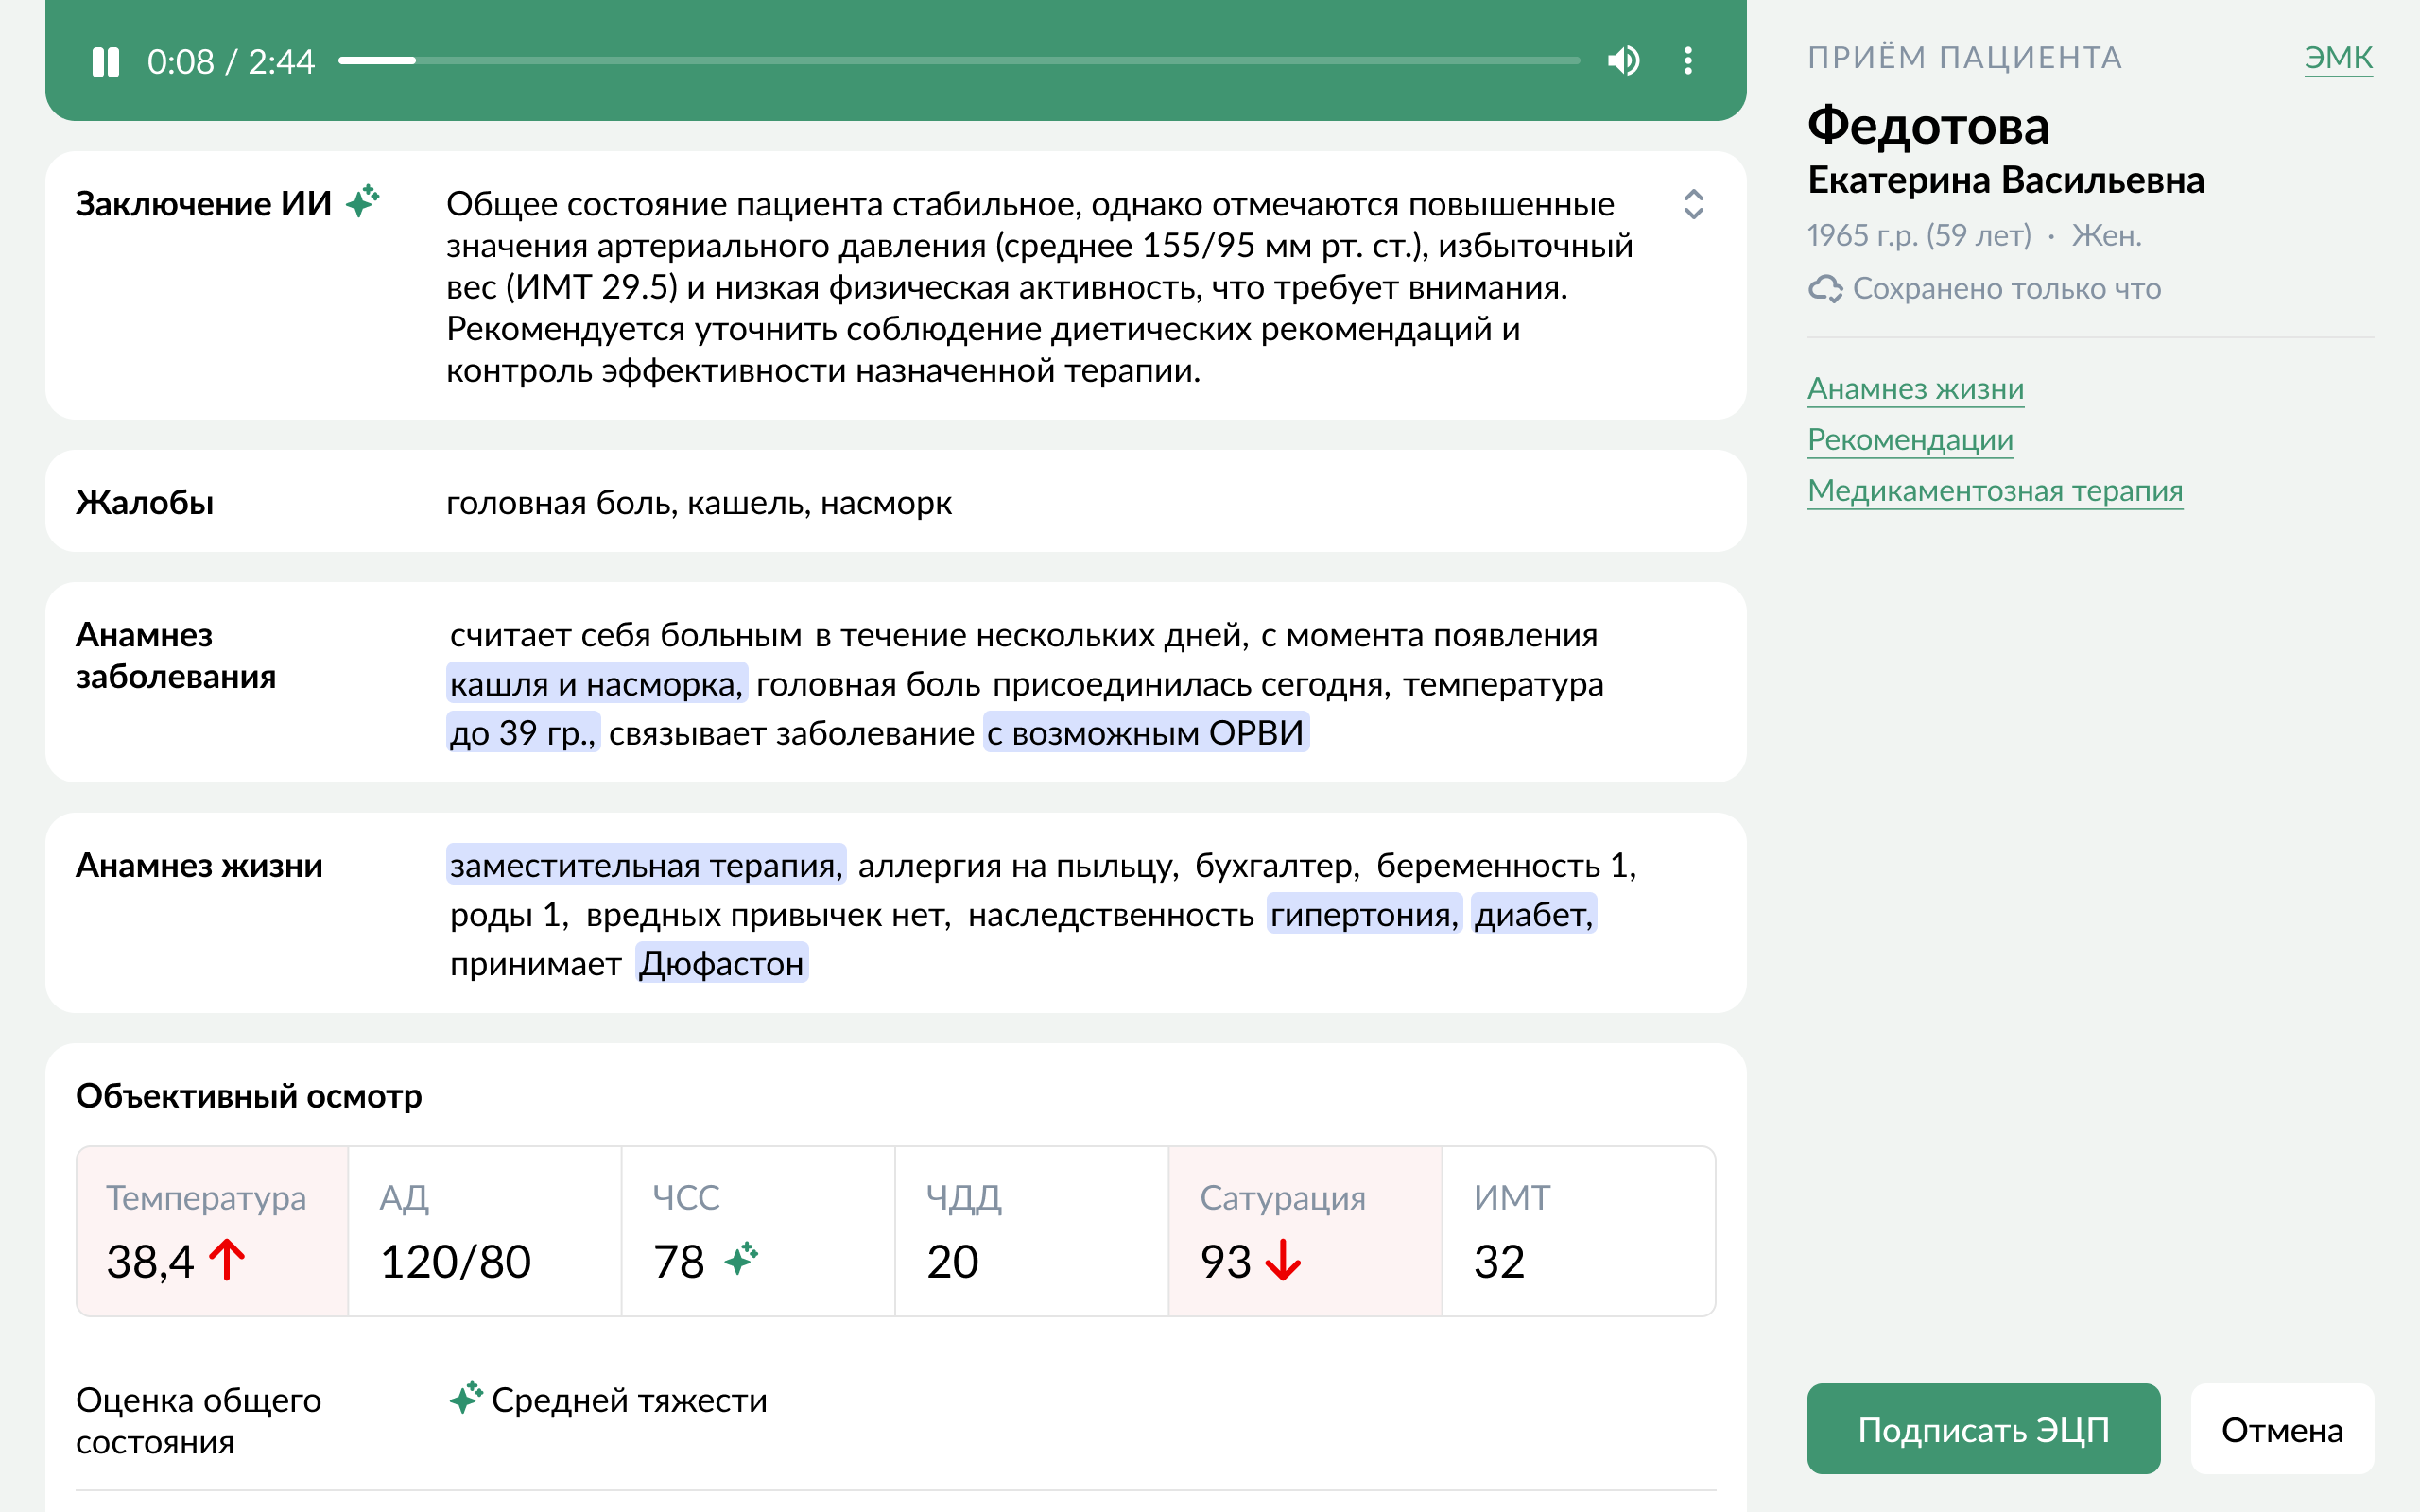 0:08 / 2:44
Заключение ИИ
Общее состояние пациента стабильное, однако отмечаются повышенные
значения артериального давления (среднее 155/95 мм рт. ст.), избыточный
вес (ИМТ 29.5) и низкая физическая активность, что требует внимания.
Рекомендуется уточнить соблюдение диетических рекомендаций и
контроль эффективности назначенной терапии.
Жалобы
головная боль, кашель, насморк
Анамнез
заболевания
считает себя больным в течение нескольких дней, с момента появления
кашля и насморка, головная боль присоединилась сегодня, температура
до 39 гр., связывает заболевание с возможным ОРВИ
Анамнез жизни
заместительная терапия, аллергия на пыльцу, бухгалтер, беременность 1,
роды 1, вредных привычек нет, наследственность гипертония, диабет,
принимает Дюфастон
Объективный осмотр
Температура
38,4
АД
120/80
ЧСС
78
ЧДД
20
Сатурация
93
ИМТ
32
Оценка общего
состояния
Средней тяжести
ПРИЁМ ПАЦИЕНТА
ЭМК
Федотова
Екатерина Васильевна
1965 г.р. (59 лет) · Жен.
Сохранено только что
Анамнез жизни
Рекомендации
Медикаментозная терапия
Подписать ЭЦП
Отмена